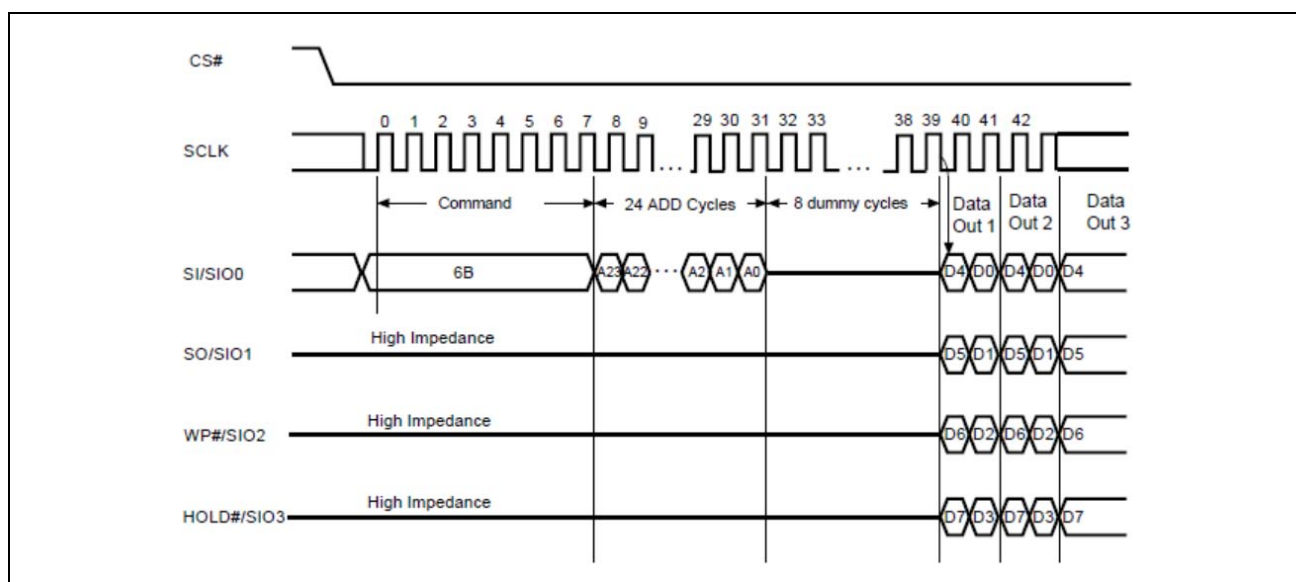 CS#
0 1 2 3 4 5 6 7 8 9 29 30 31 32 33 38 39 40 41 42
SCLK ... ...
Command 24 ADD Cycles 8 dummy cycles Data Out 1 Data Out 2 Data Out 3
SI/SIO0 6B A23 A22 ... A2 A1 A0 D4 D0 D4 D0 D4
High Impedance
SO/SIO1 D5 D1 D5 D1 D5
High Impedance
WP#/SIO2 D6 D2 D6 D2 D6
High Impedance
HOLD#/SIO3 D7 D3 D7 D3 D7